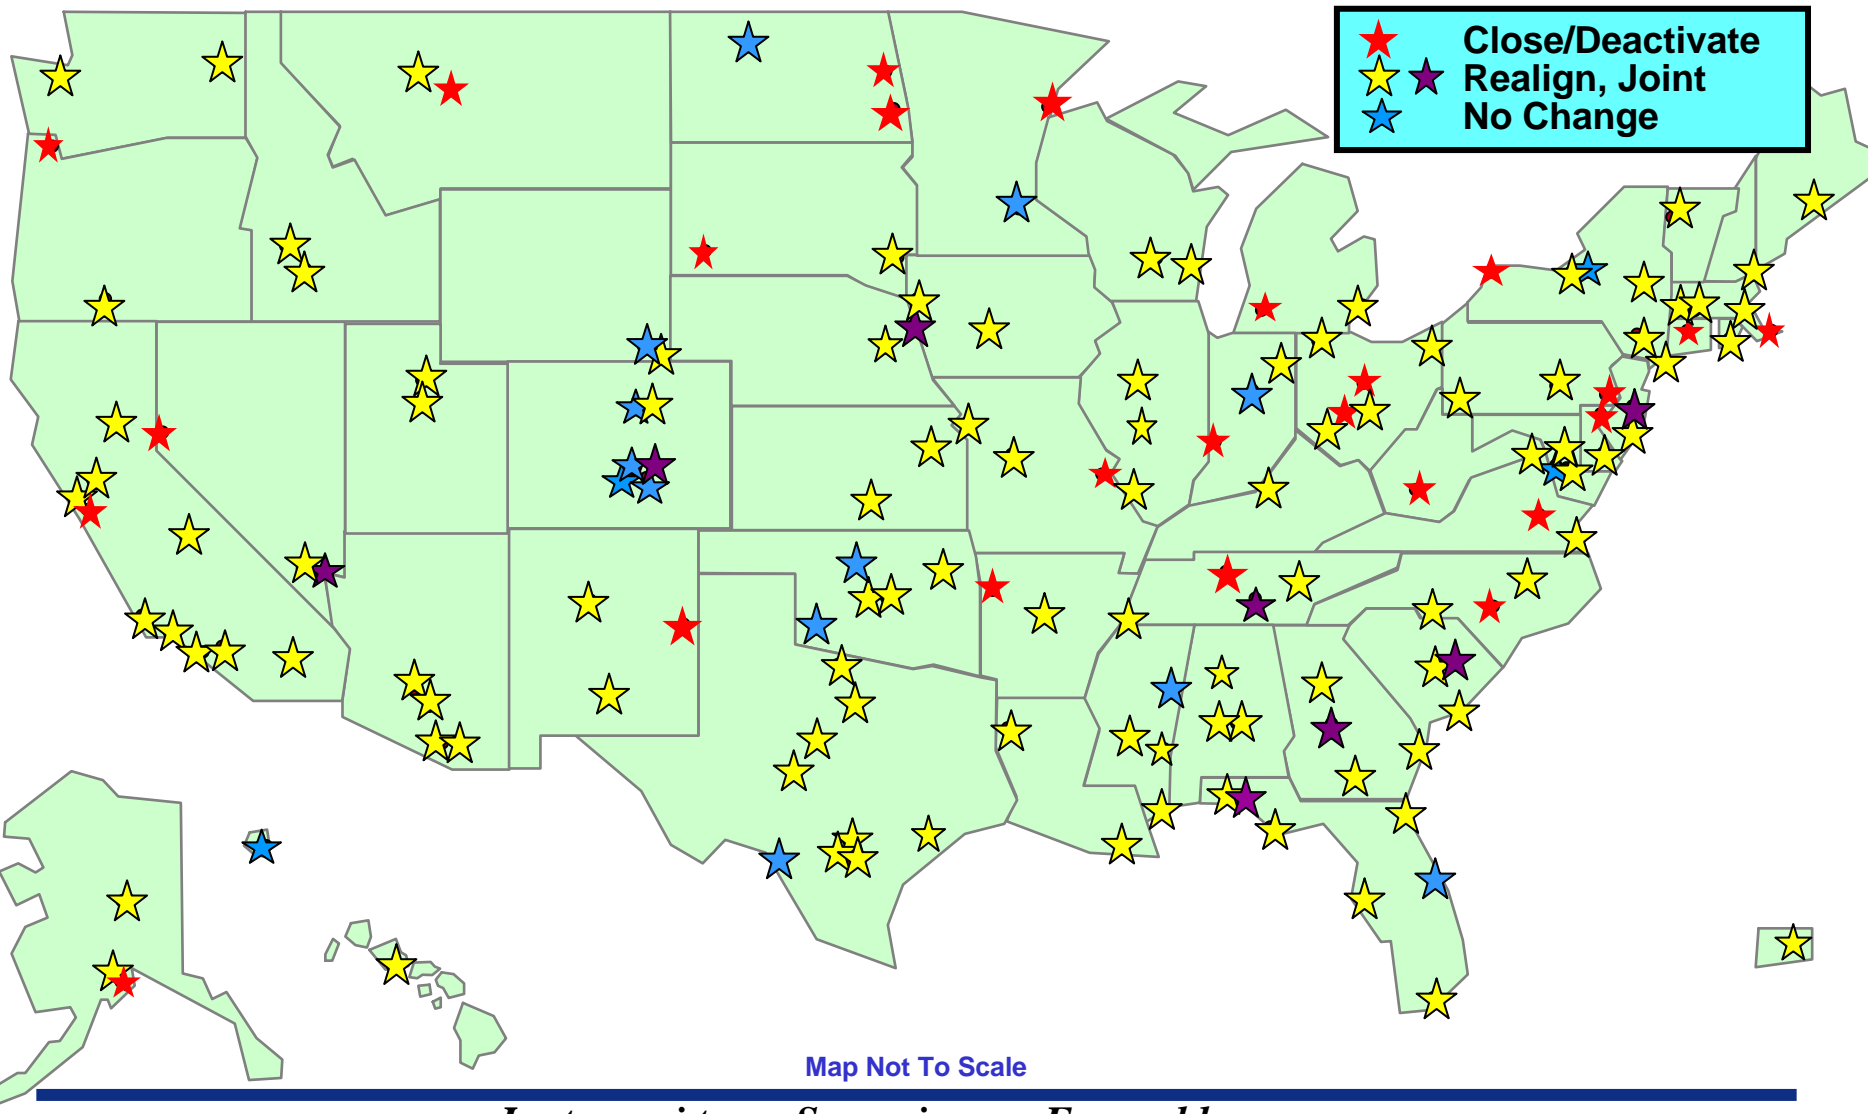 Close/Deactivate
Realign, Joint
No Change
Map Not To Scale